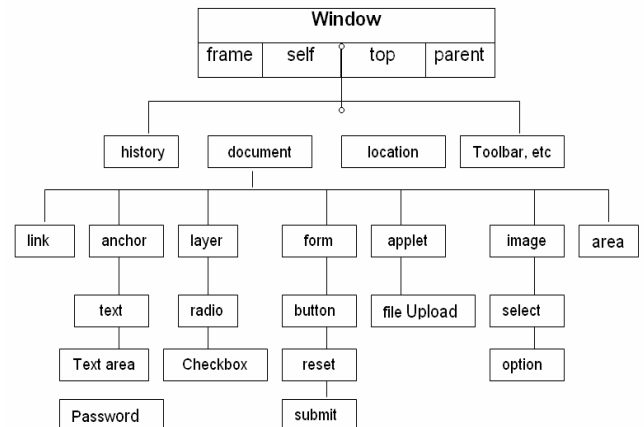 Window
frame self top parent
history document location Toolbar, etc
link anchor layer form applet image area
text radio button file Upload select
Text area Checkbox reset option
Password submit